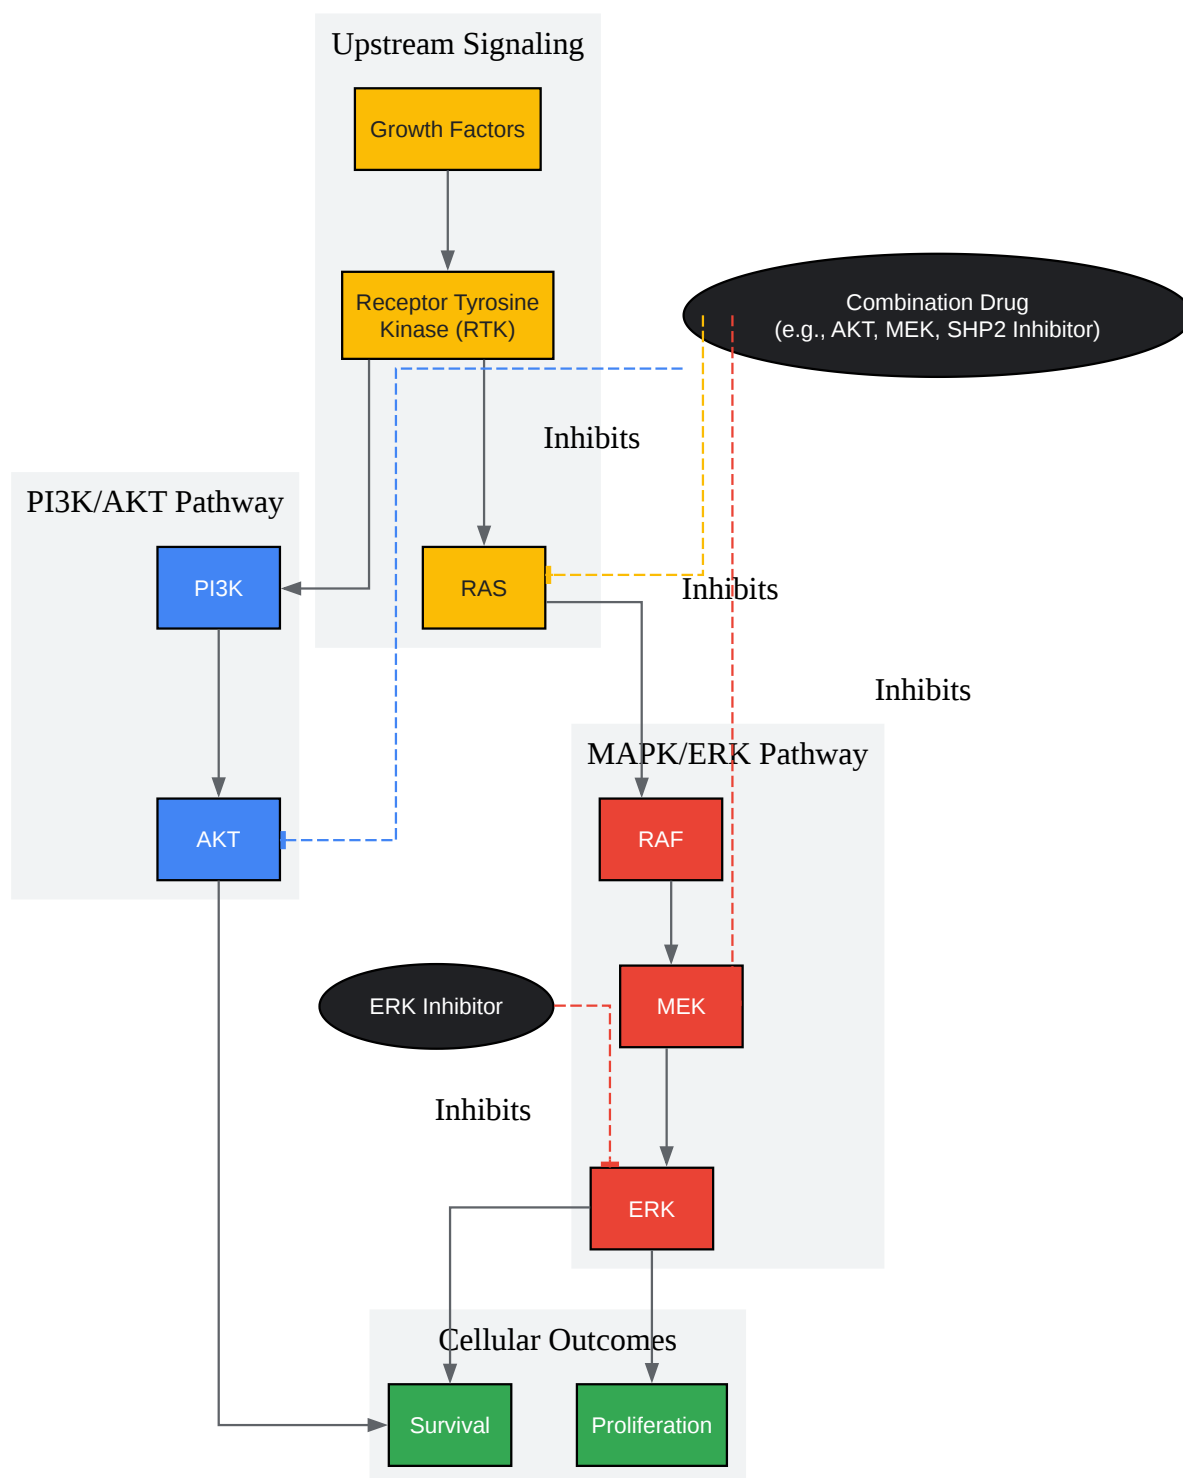 Upstream Signaling
Growth Factors
Receptor Tyrosine
Kinase (RTK)
Combination Drug
(e.g., AKT, MEK, SHP2 Inhibitor)
Inhibits
PI3K/AKT Pathway
PI3K
RAS
Inhibits
Inhibits
MAPK/ERK Pathway
AKT
RAF
ERK Inhibitor
MEK
Inhibits
ERK
Cellular Outcomes
Survival
Proliferation